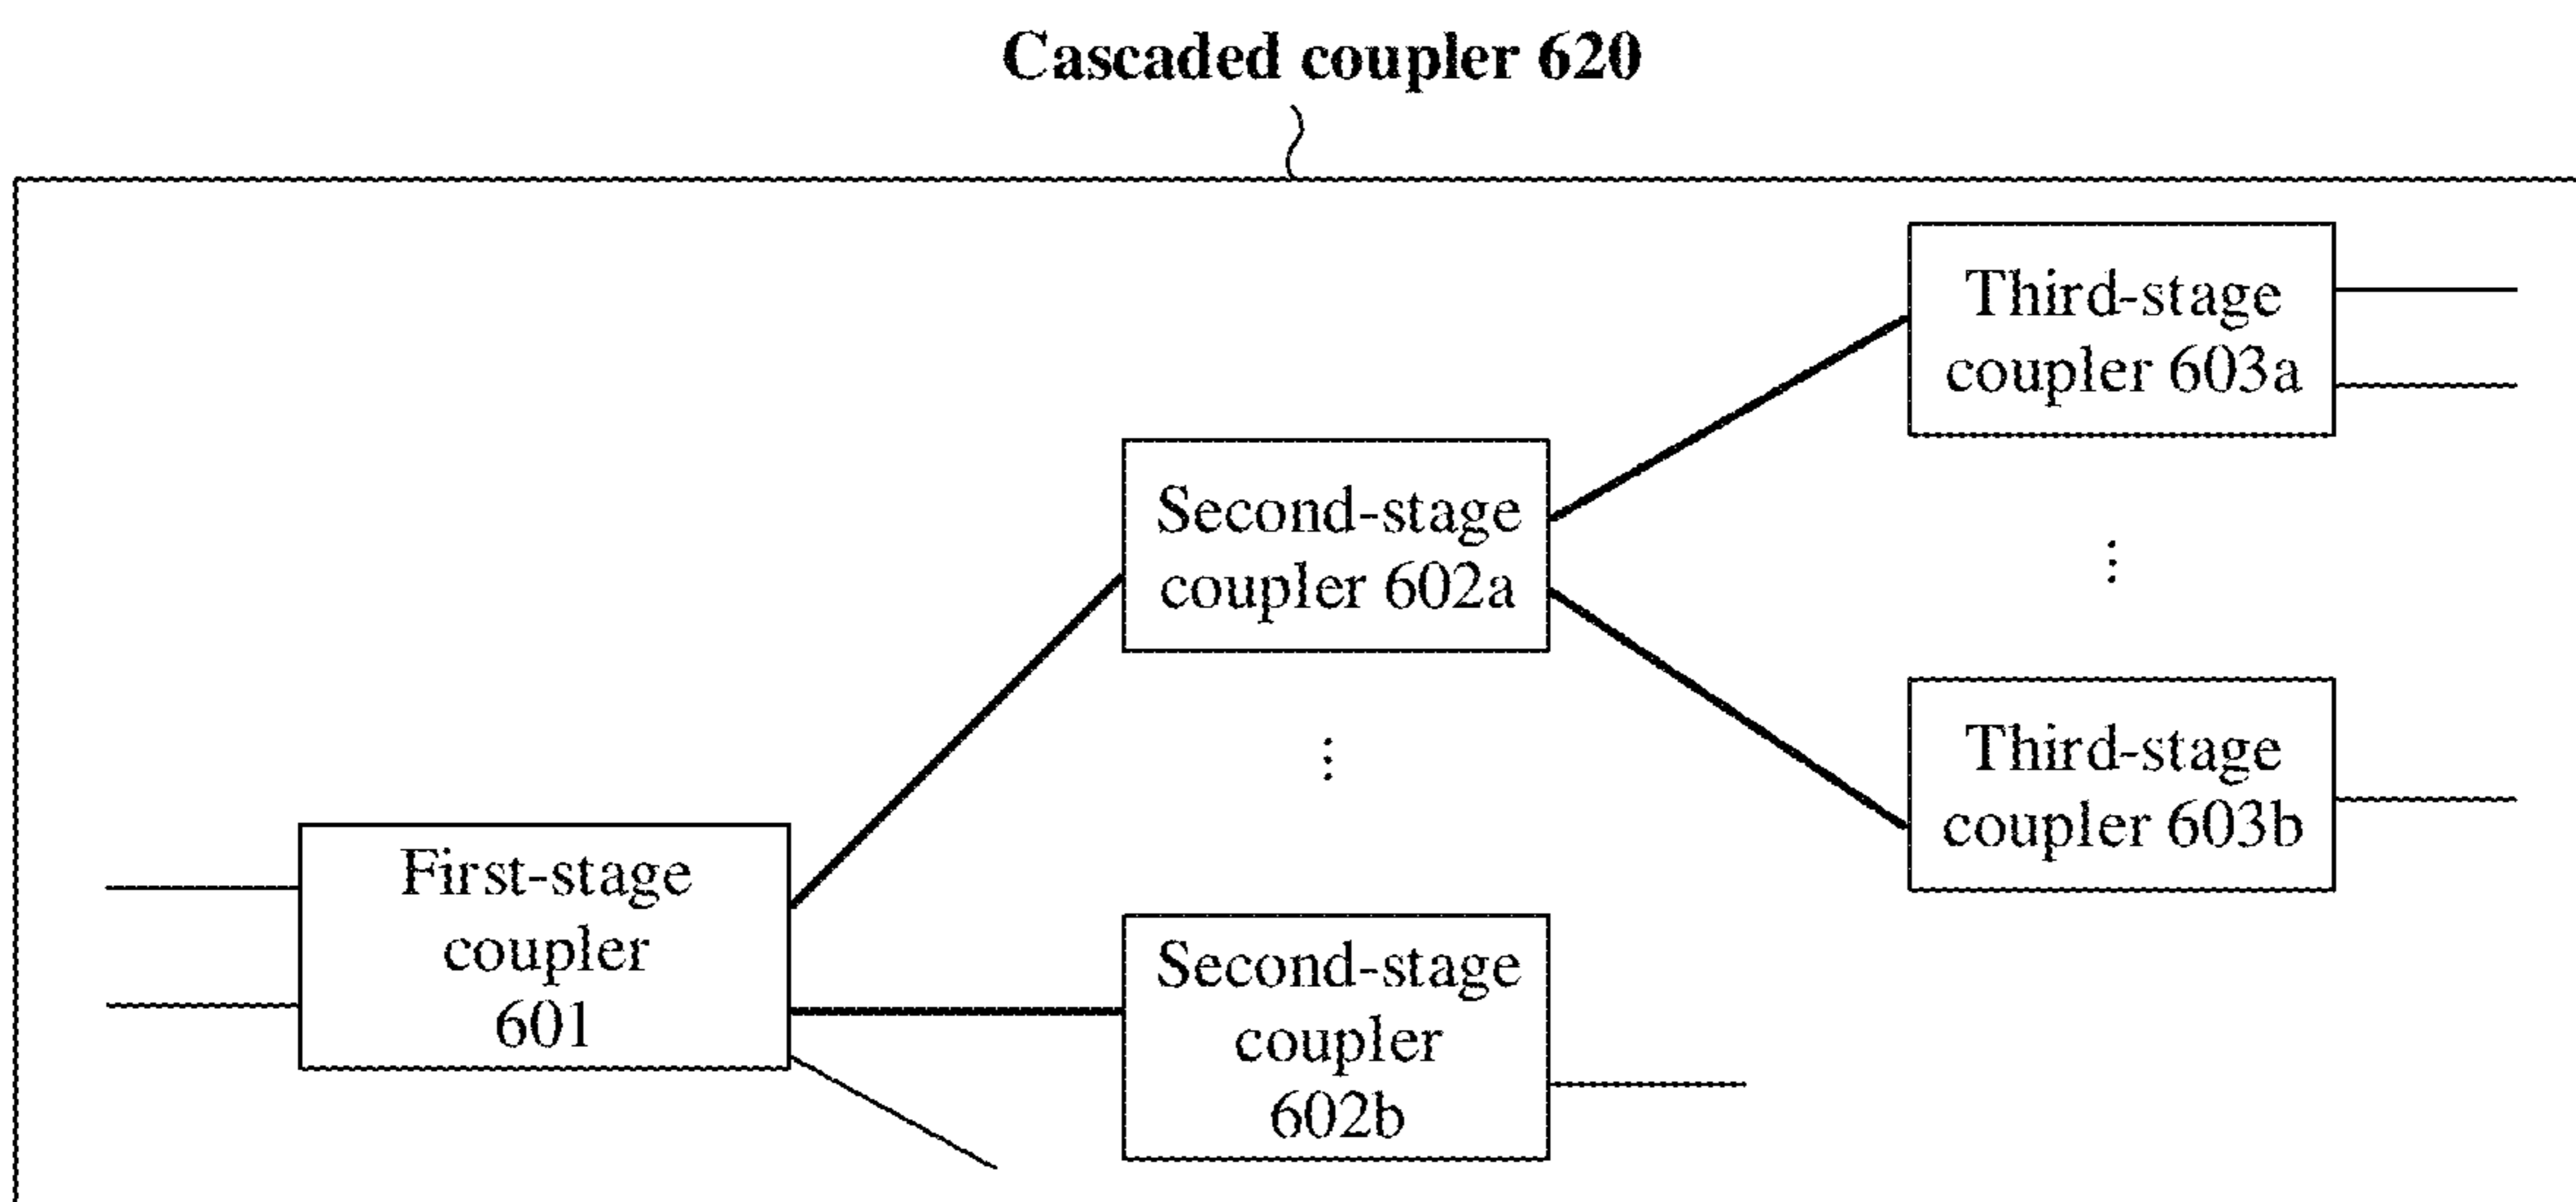 Cascaded coupler 620
Third-stage
coupler 603a
Second-stage
coupler 602a
Third-stage
coupler 603b
First-stage
coupler
601
Second-stage
coupler
602b